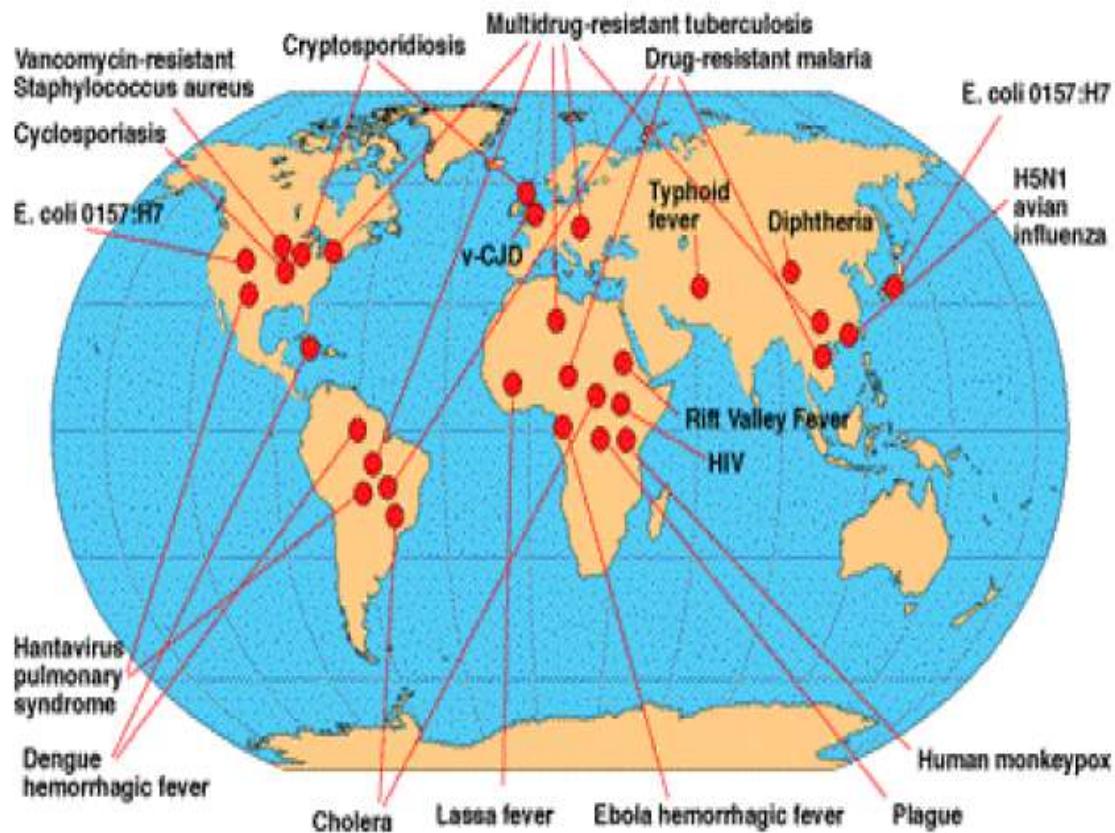 Multidrug-resistant tuberculosis
Cryptosporidiosis
Drug-resistant malaria
Vancomycin-resistant
Staphylococcus aureus
E. coli 0157:H7
Cyclosporiasis
H5N1
avian
influenza
Typhoid
fever
E. coli 0157:H7
Diphtheria
v-CJD
Rift Valley Fever
HIV
Hantavirus
pulmonary
syndrome
Dengue
hemorrhagic fever
Human monkeypox
Cholera
Lassa fever
Ebola hemorrhagic fever
Plague